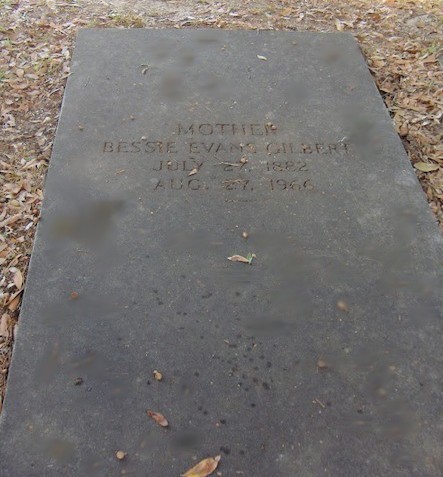 MOTHER
BESSIE EVANS GILBERT
JULY 27, 1882
AUG. 27, 1966